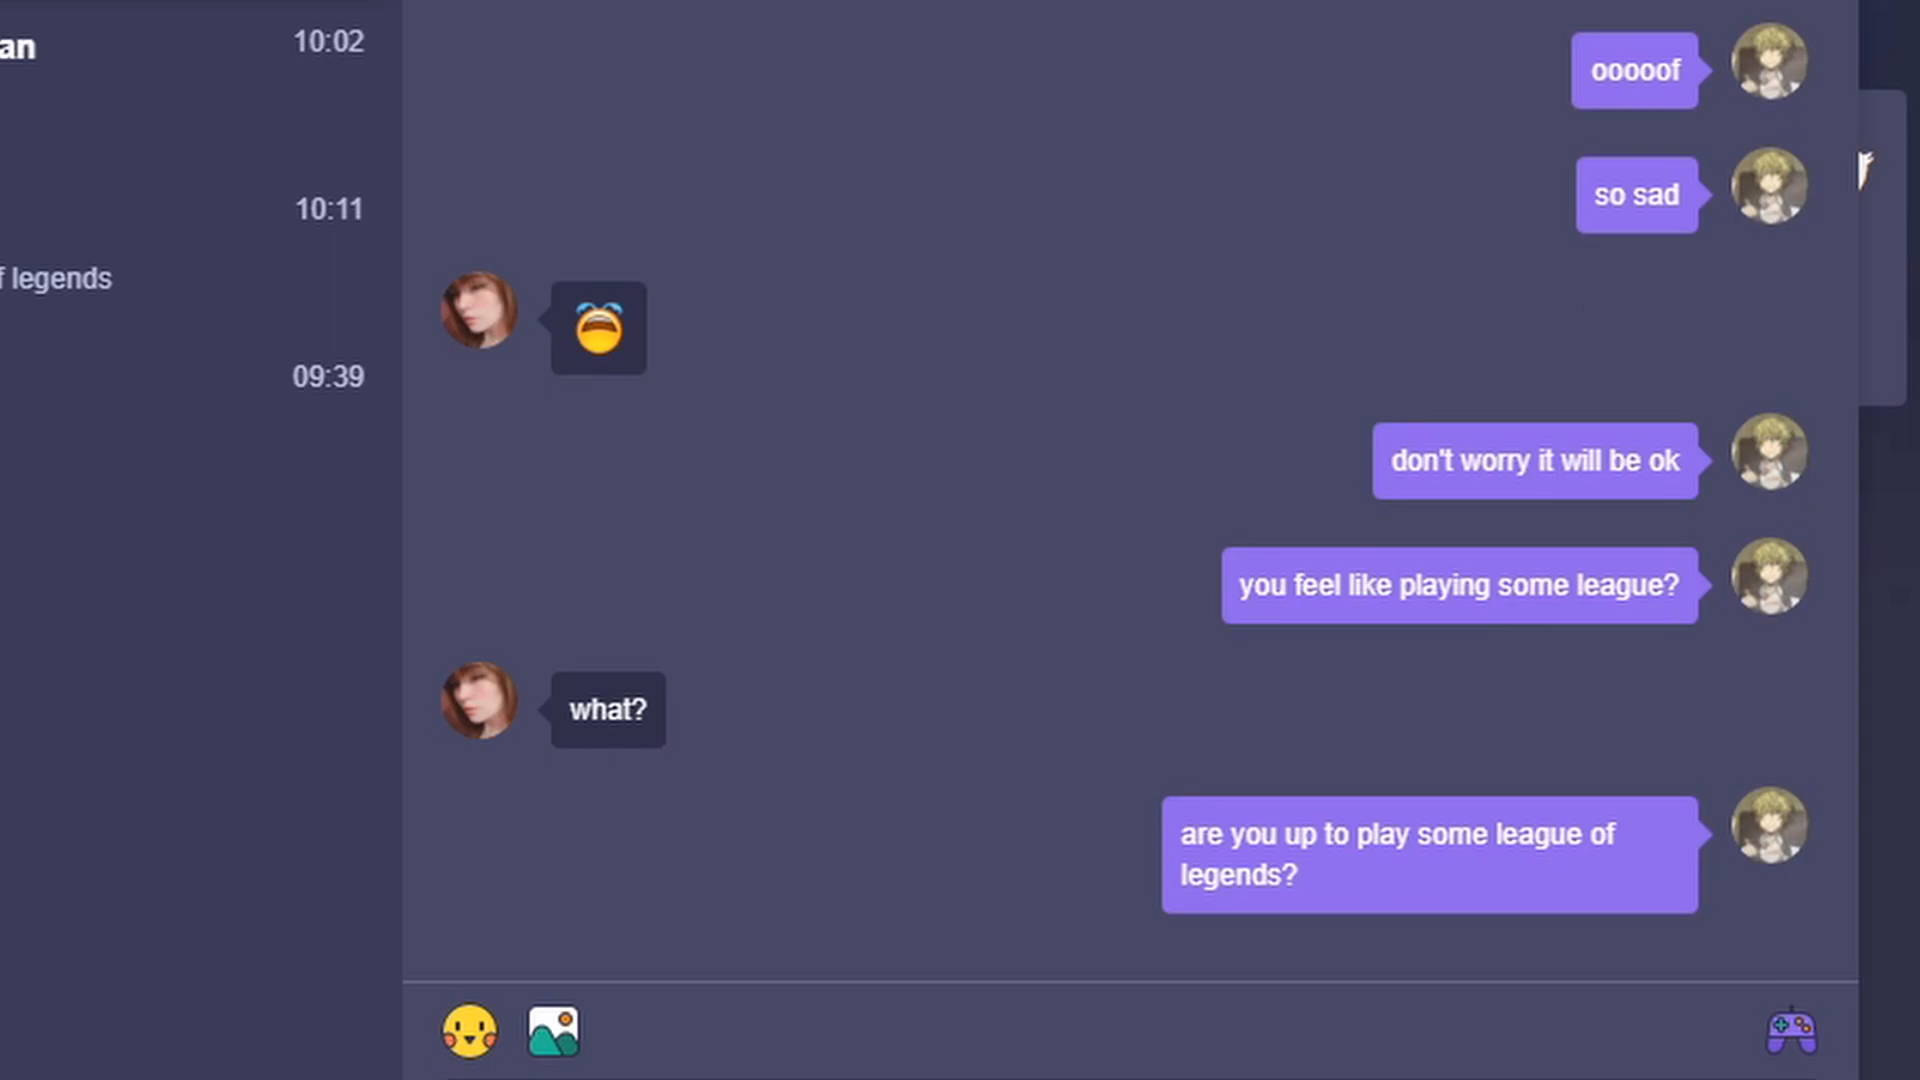 an
10:02
10:11
f legends
09:39
ooooof
so sad
don't worry it will be ok
you feel like playing some league?
what?
are you up to play some league of
legends?